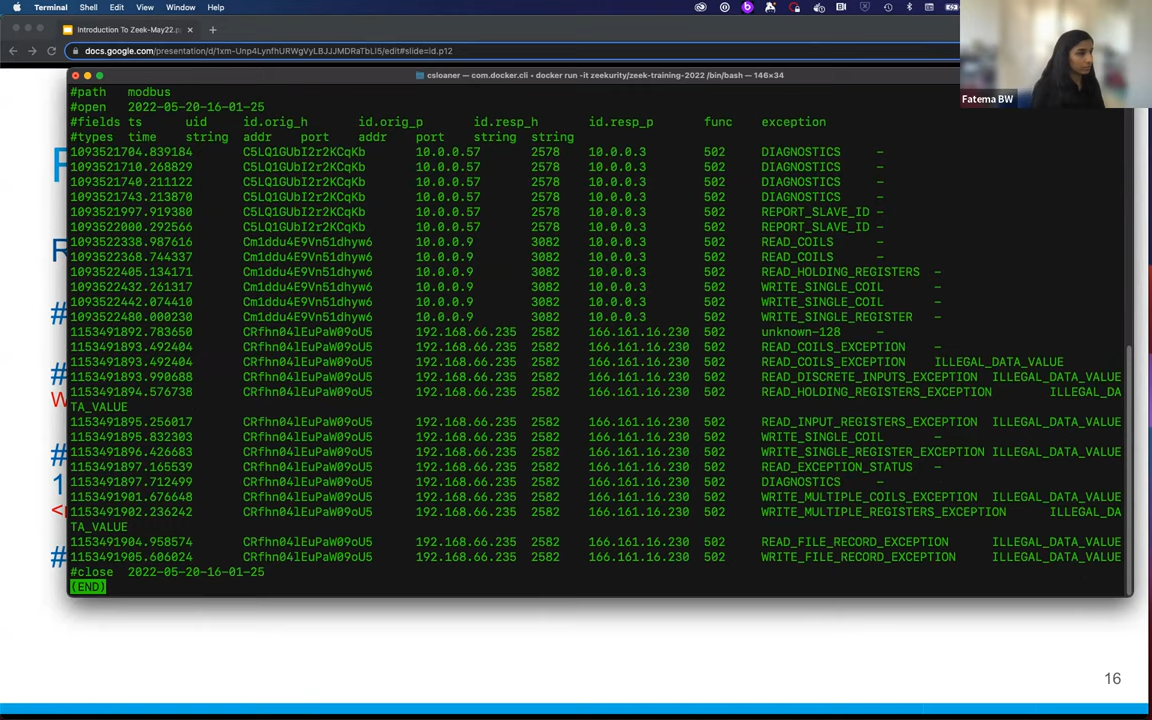 Terminal Shell Edit View Window Help
Introduction To Zeek-May22.p
docs.google.com/presentation/d/1xm-Unp4LynfhURWgVyLBJJJMDRaTbLI5/edit#slide=id.p12
csloaner — com.docker.cli • docker run -it zeekurity/zeek-training-2022 /bin/bash — 146×34
Fatema BW
#path modbus
#open 2022-05-20-16-01-25
#fields ts uid id.orig_h id.orig_p id.resp_h id.resp_p func exception
#types time string addr port addr port string string
1093521704.839184 C5LQ1GUbI2r2KCqKb 10.0.0.57 2578 10.0.0.3 502 DIAGNOSTICS -
1093521710.268829 C5LQ1GUbI2r2KCqKb 10.0.0.57 2578 10.0.0.3 502 DIAGNOSTICS -
1093521740.211122 C5LQ1GUbI2r2KCqKb 10.0.0.57 2578 10.0.0.3 502 DIAGNOSTICS -
1093521743.213870 C5LQ1GUbI2r2KCqKb 10.0.0.57 2578 10.0.0.3 502 DIAGNOSTICS -
1093521997.919380 C5LQ1GUbI2r2KCqKb 10.0.0.57 2578 10.0.0.3 502 REPORT_SLAVE_ID -
1093522000.292566 C5LQ1GUbI2r2KCqKb 10.0.0.57 2578 10.0.0.3 502 REPORT_SLAVE_ID -
1093522338.987616 Cm1ddu4E9Vn51dhyw6 10.0.0.9 3082 10.0.0.3 502 READ_COILS -
1093522368.744337 Cm1ddu4E9Vn51dhyw6 10.0.0.9 3082 10.0.0.3 502 READ_COILS -
1093522405.134171 Cm1ddu4E9Vn51dhyw6 10.0.0.9 3082 10.0.0.3 502 READ_HOLDING_REGISTERS -
1093522432.261317 Cm1ddu4E9Vn51dhyw6 10.0.0.9 3082 10.0.0.3 502 WRITE_SINGLE_COIL -
1093522442.074410 Cm1ddu4E9Vn51dhyw6 10.0.0.9 3082 10.0.0.3 502 WRITE_SINGLE_COIL -
1093522480.000230 Cm1ddu4E9Vn51dhyw6 10.0.0.9 3082 10.0.0.3 502 WRITE_SINGLE_REGISTER -
1153491892.783650 CRfhn04lEuPaW09oU5 192.168.66.235 2582 166.161.16.230 502 unknown-128 -
1153491893.492404 CRfhn04lEuPaW09oU5 192.168.66.235 2582 166.161.16.230 502 READ_COILS_EXCEPTION -
1153491893.492404 CRfhn04lEuPaW09oU5 192.168.66.235 2582 166.161.16.230 502 READ_COILS_EXCEPTION ILLEGAL_DATA_VALUE
1153491893.990688 CRfhn04lEuPaW09oU5 192.168.66.235 2582 166.161.16.230 502 READ_DISCRETE_INPUTS_EXCEPTION ILLEGAL_DATA_VALUE
1153491894.576738 CRfhn04lEuPaW09oU5 192.168.66.235 2582 166.161.16.230 502 READ_HOLDING_REGISTERS_EXCEPTION ILLEGAL_DA
TA_VALUE
1153491895.256017 CRfhn04lEuPaW09oU5 192.168.66.235 2582 166.161.16.230 502 READ_INPUT_REGISTERS_EXCEPTION ILLEGAL_DATA_VALUE
1153491895.832303 CRfhn04lEuPaW09oU5 192.168.66.235 2582 166.161.16.230 502 WRITE_SINGLE_COIL -
1153491896.426683 CRfhn04lEuPaW09oU5 192.168.66.235 2582 166.161.16.230 502 WRITE_SINGLE_REGISTER_EXCEPTION ILLEGAL_DATA_VALUE
1153491897.165539 CRfhn04lEuPaW09oU5 192.168.66.235 2582 166.161.16.230 502 READ_EXCEPTION_STATUS -
1153491897.712499 CRfhn04lEuPaW09oU5 192.168.66.235 2582 166.161.16.230 502 DIAGNOSTICS -
1153491901.676648 CRfhn04lEuPaW09oU5 192.168.66.235 2582 166.161.16.230 502 WRITE_MULTIPLE_COILS_EXCEPTION ILLEGAL_DATA_VALUE
1153491902.236242 CRfhn04lEuPaW09oU5 192.168.66.235 2582 166.161.16.230 502 WRITE_MULTIPLE_REGISTERS_EXCEPTION ILLEGAL_DA
TA_VALUE
1153491904.958574 CRfhn04lEuPaW09oU5 192.168.66.235 2582 166.161.16.230 502 READ_FILE_RECORD_EXCEPTION ILLEGAL_DATA_VALUE
1153491905.606024 CRfhn04lEuPaW09oU5 192.168.66.235 2582 166.161.16.230 502 WRITE_FILE_RECORD_EXCEPTION ILLEGAL_DATA_VALUE
#close 2022-05-20-16-01-25
(END)
16